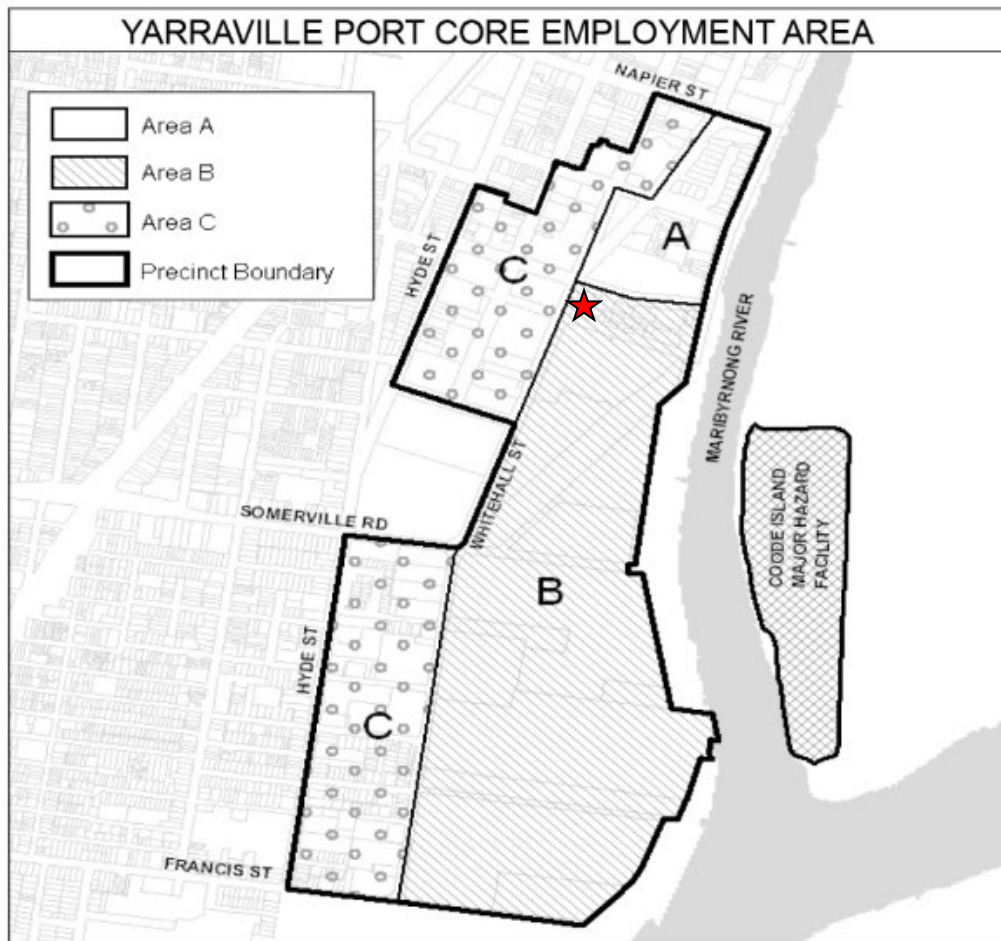 YARRAVILLE PORT CORE EMPLOYMENT AREA
NAPIER ST
Area A
Area B
Area C
Precinct Boundary
A
C
HYDE ST
MARIBYRNONG RIVER
WHITEHALL ST
SOMERVILLE RD
COODE ISLAND
MAJOR HAZARD
FACILITY
B
HYDE ST
C
FRANCIS ST